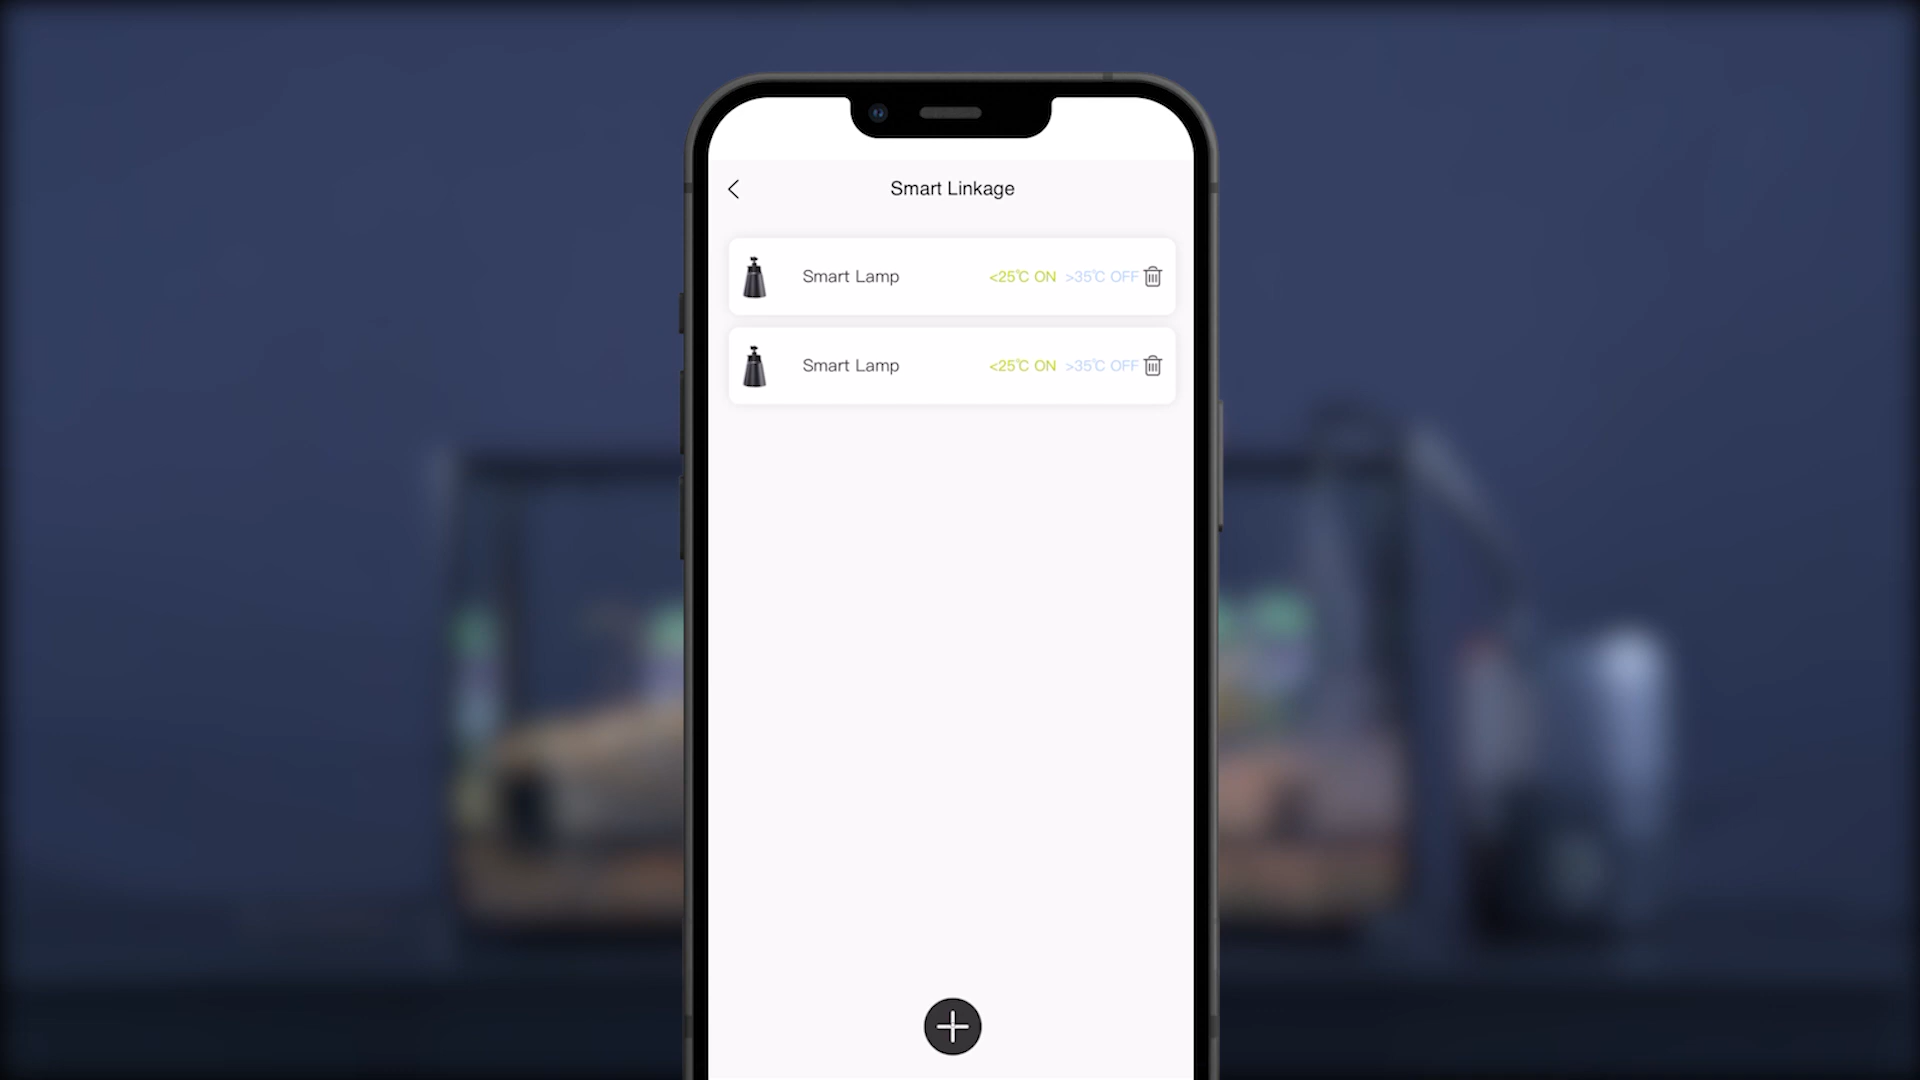 Smart Linkage
Smart Lamp <25℃ ON >35℃ OFF
Smart Lamp <25℃ ON >35℃ OFF